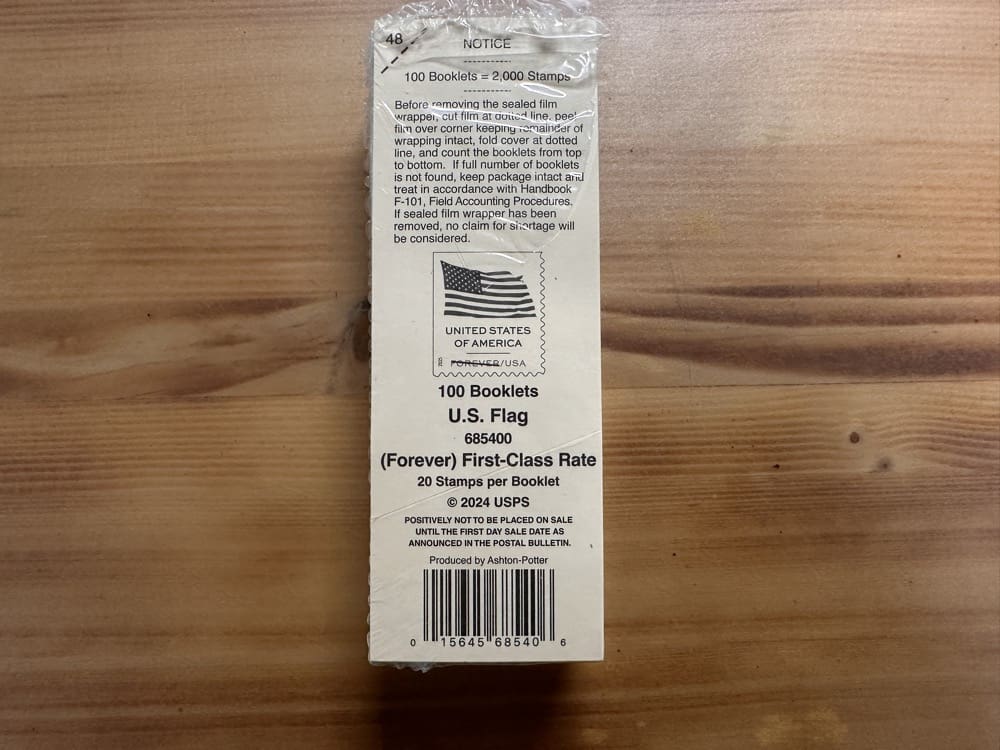 48
NOTICE
100 Booklets = 2,000 Stamps
Before removing the sealed film
wrapper, cut film at dotted line, peel
film over corner keeping remainder of
wrapping intact, fold cover at dotted
line, and count the booklets from top
to bottom. If full number of booklets
is not found, keep package intact and
treat in accordance with Handbook
F-101, Field Accounting Procedures.
If sealed film wrapper has been
removed, no claim for shortage will
be considered.
UNITED STATES
OF AMERICA
2025
FOREVER/USA
100 Booklets
U.S. Flag
685400
(Forever) First-Class Rate
20 Stamps per Booklet
© 2024 USPS
POSITIVELY NOT TO BE PLACED ON SALE
UNTIL THE FIRST DAY SALE DATE AS
ANNOUNCED IN THE POSTAL BULLETIN.
Produced by Ashton-Potter
0 15645 68540 6